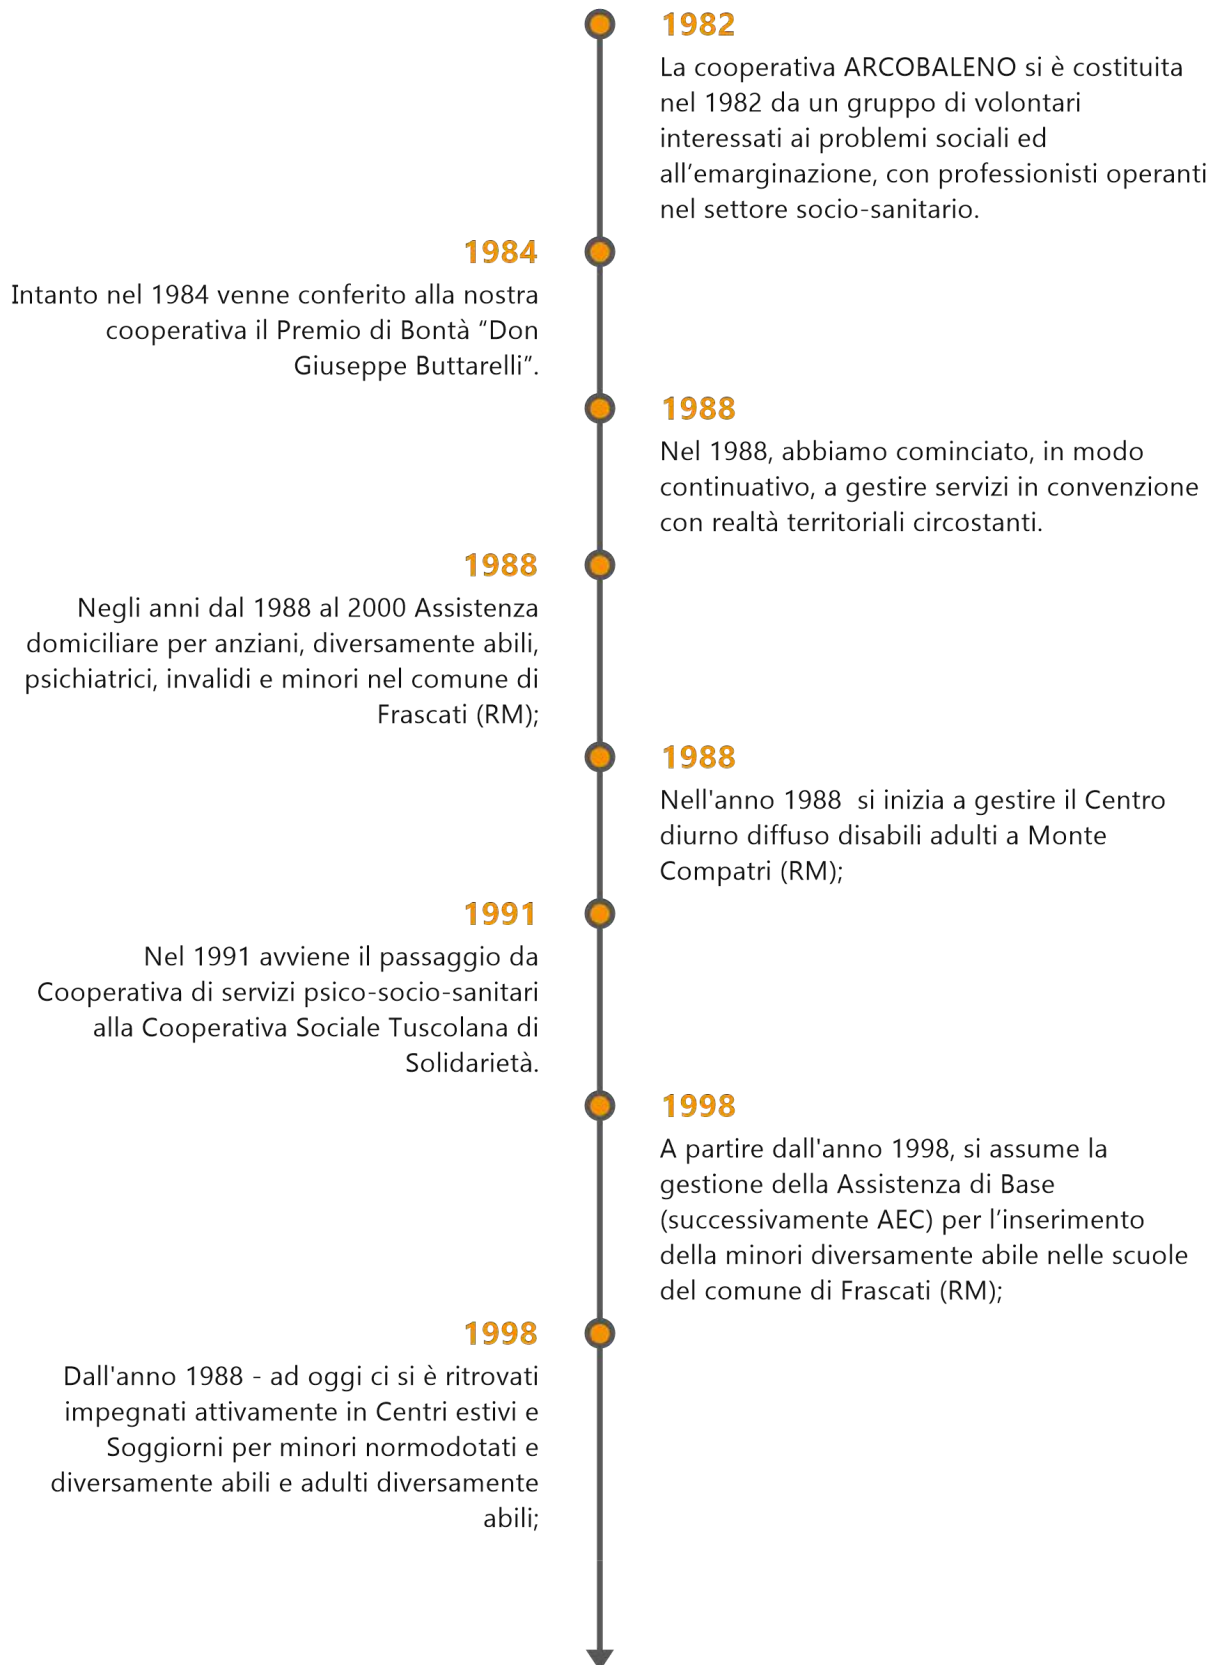 1982
La cooperativa ARCOBALENO si è costituita
nel 1982 da un gruppo di volontari
interessati ai problemi sociali ed
all’emarginazione, con professionisti operanti
nel settore socio-sanitario.
1984
Intanto nel 1984 venne conferito alla nostra
cooperativa il Premio di Bontà “Don
Giuseppe Buttarelli”.
1988
Nel 1988, abbiamo cominciato, in modo
continuativo, a gestire servizi in convenzione
con realtà territoriali circostanti.
1988
Negli anni dal 1988 al 2000 Assistenza
domiciliare per anziani, diversamente abili,
psichiatrici, invalidi e minori nel comune di
Frascati (RM);
1988
Nell'anno 1988  si inizia a gestire il Centro
diurno diffuso disabili adulti a Monte
Compatri (RM);
1991
Nel 1991 avviene il passaggio da
Cooperativa di servizi psico-socio-sanitari
alla Cooperativa Sociale Tuscolana di
Solidarietà.
1998
A partire dall'anno 1998, si assume la
gestione della Assistenza di Base
(successivamente AEC) per l’inserimento
della minori diversamente abile nelle scuole
del comune di Frascati (RM);
1998
Dall'anno 1988 - ad oggi ci si è ritrovati
impegnati attivamente in Centri estivi e
Soggiorni per minori normodotati e
diversamente abili e adulti diversamente
abili;